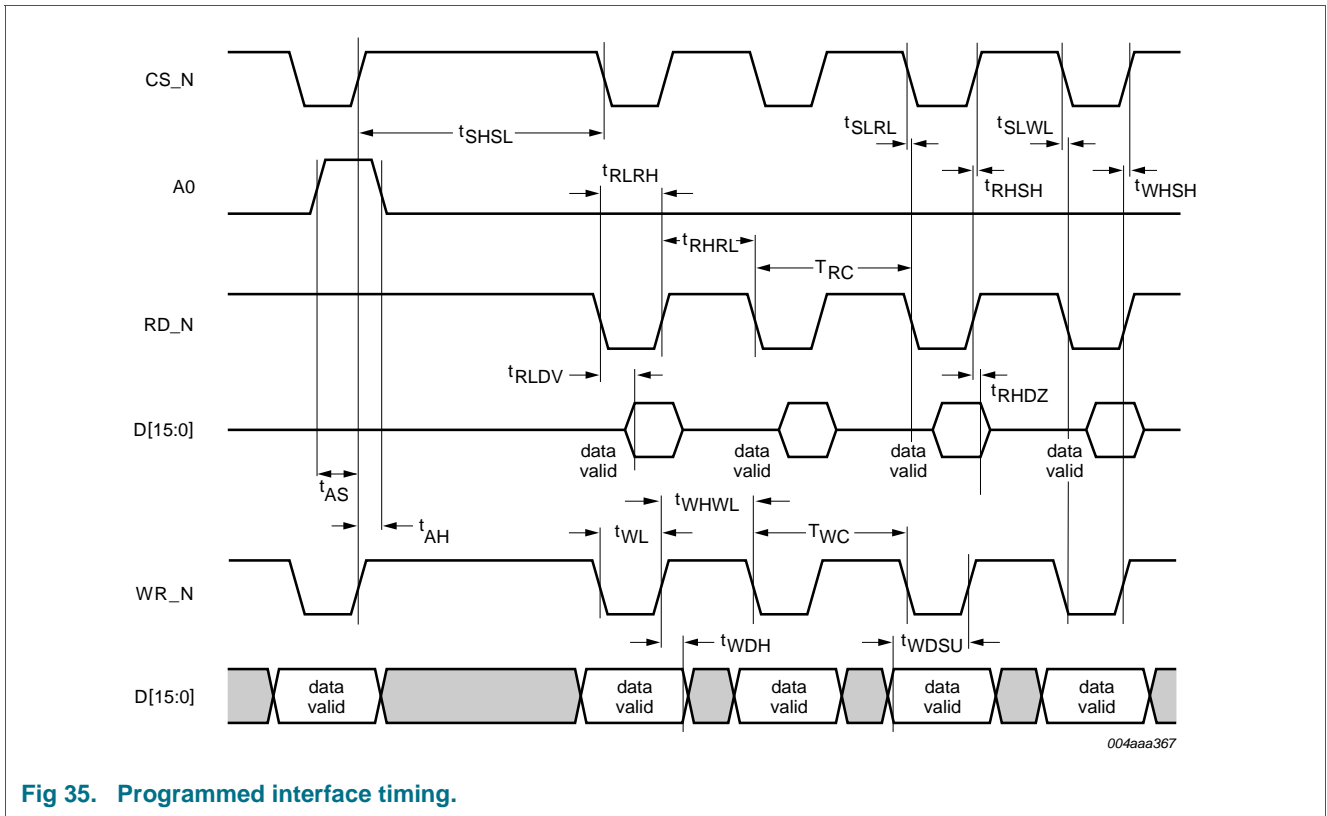 CS_N
tSHSL
tSLRL
tSLWL
A0
tRLRH
tRHSH
tWHSH
tRHRL
TRC
RD_N
tRLDV
tRHDZ
D[15:0]
data
valid
data
valid
data
valid
data
valid
tAS
tAH
tWHWL
tWL
TWC
WR_N
tWDH
tWDSU
D[15:0]
data
valid
data
valid
data
valid
data
valid
data
valid
004aaa367
Fig 35. Programmed interface timing.